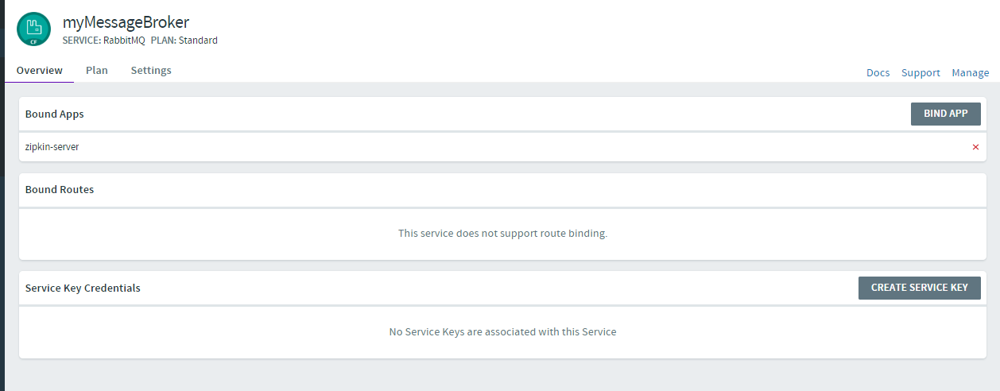 myMessageBroker
SERVICE: RabbitMQ PLAN: Standard
CF
Overview Plan Settings
Docs Support Manage
Bound Apps
BIND APP
zipkin-server
×
Bound Routes
This service does not support route binding.
Service Key Credentials
CREATE SERVICE KEY
No Service Keys are associated with this Service